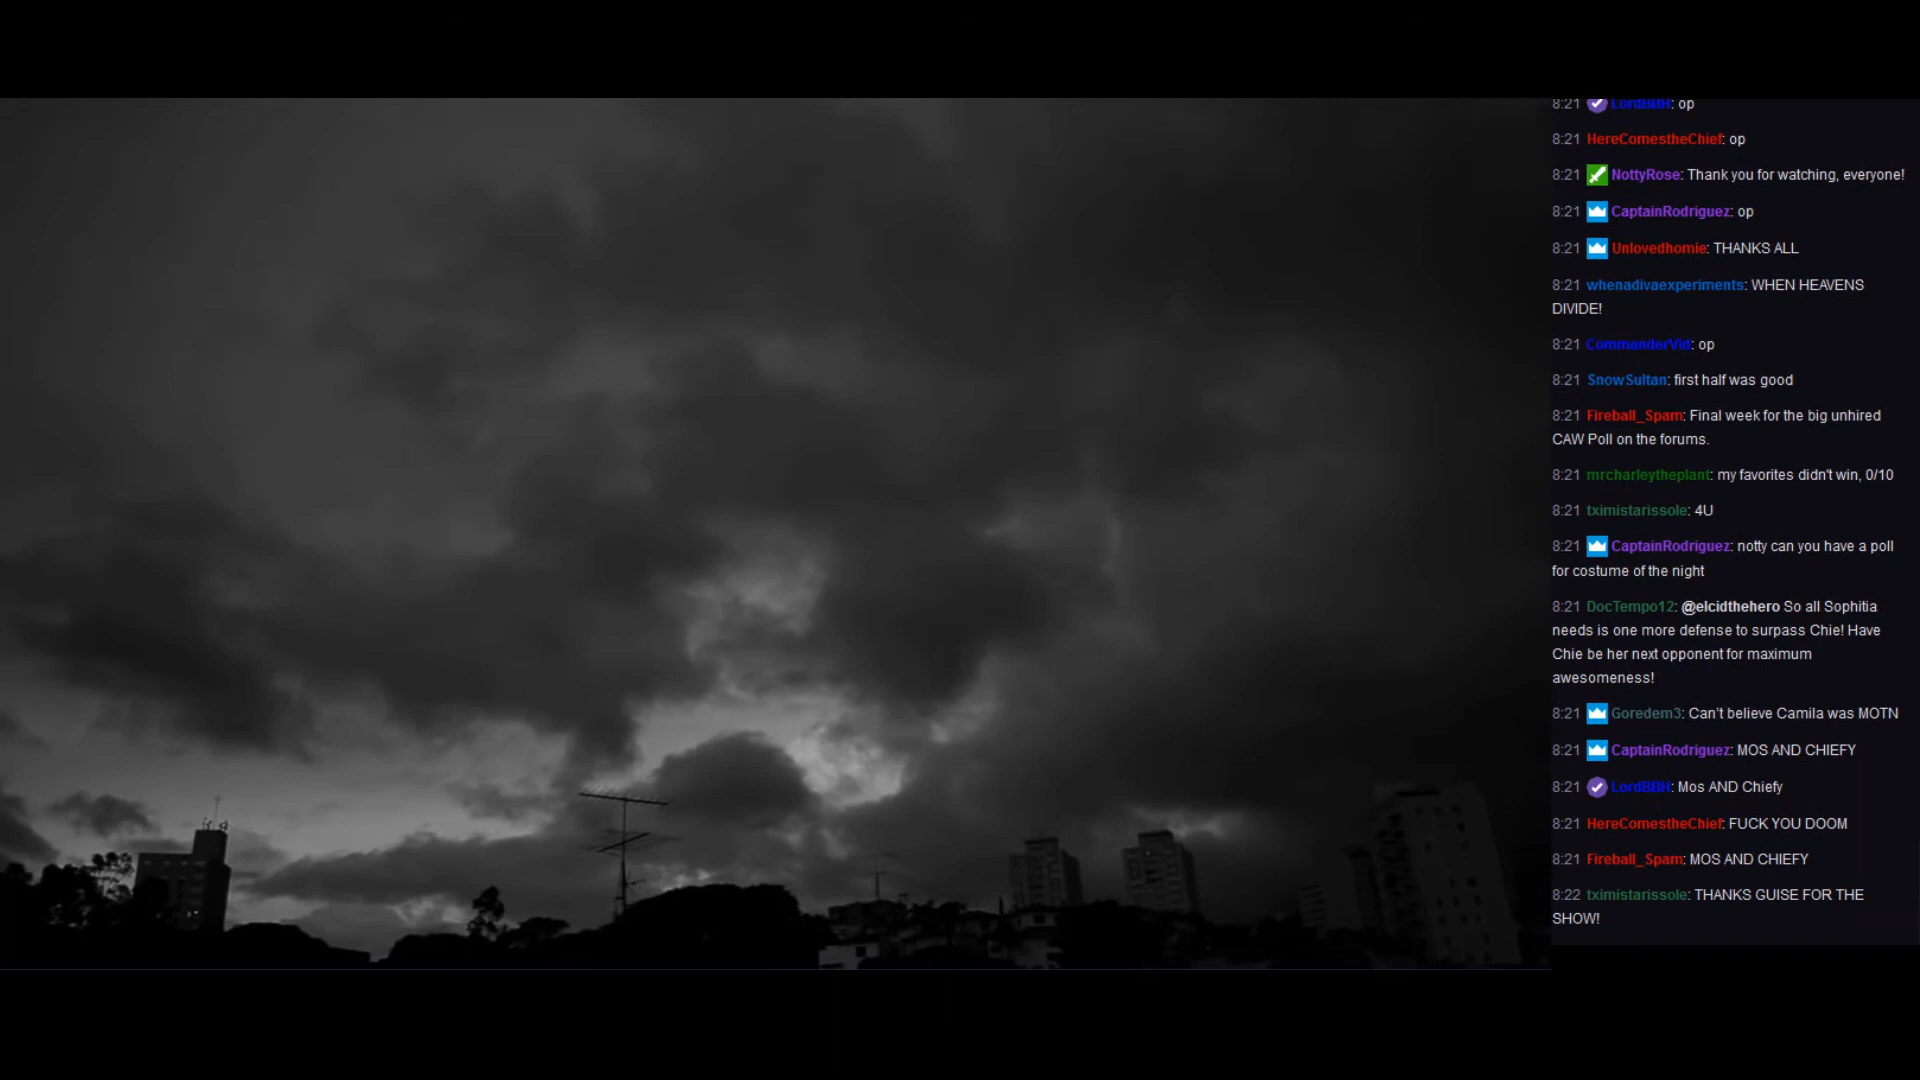 8:21 LordBBH: op
8:21 HereComestheChief: op
8:21 NottyRose: Thank you for watching, everyone!
8:21 CaptainRodriguez: op
8:21 Unlovedhomie: THANKS ALL
8:21 whenadivaexperiments: WHEN HEAVENS
DIVIDE!
8:21 CommanderVid: op
8:21 SnowSultan: first half was good
8:21 Fireball_Spam: Final week for the big unhired
CAW Poll on the forums.
8:21 mrcharleytheplant: my favorites didn't win, 0/10
8:21 tximistarissole: 4U
8:21 CaptainRodriguez: notty can you have a poll
for costume of the night
8:21 DocTempo12: @elcidthehero So all Sophitia
needs is one more defense to surpass Chie! Have
Chie be her next opponent for maximum
awesomeness!
8:21 Goredem3: Can't believe Camila was MOTN
8:21 CaptainRodriguez: MOS AND CHIEFY
8:21 LordBBH: Mos AND Chiefy
8:21 HereComestheChief: FUCK YOU DOOM
8:21 Fireball_Spam: MOS AND CHIEFY
8:22 tximistarissole: THANKS GUISE FOR THE
SHOW!